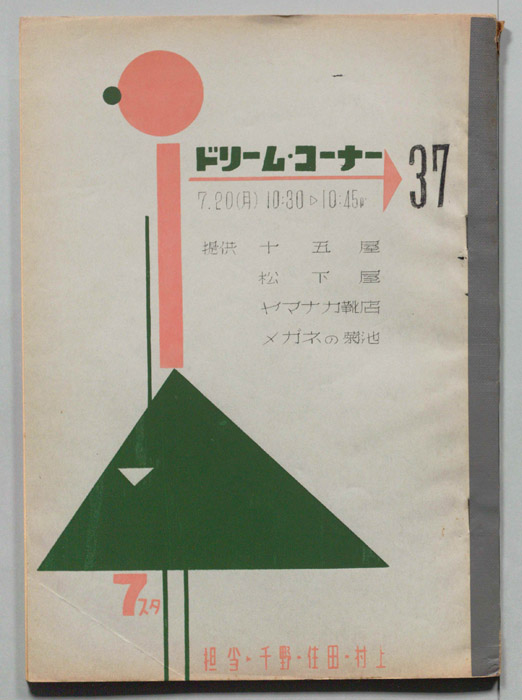 ドリーム・コーナー
37
7.20(月) 10:30▷10:45
提供 十五屋
松下屋
ヤマナカ靴店
メガネの菊池
7スタ
担当・千野・住田・村上